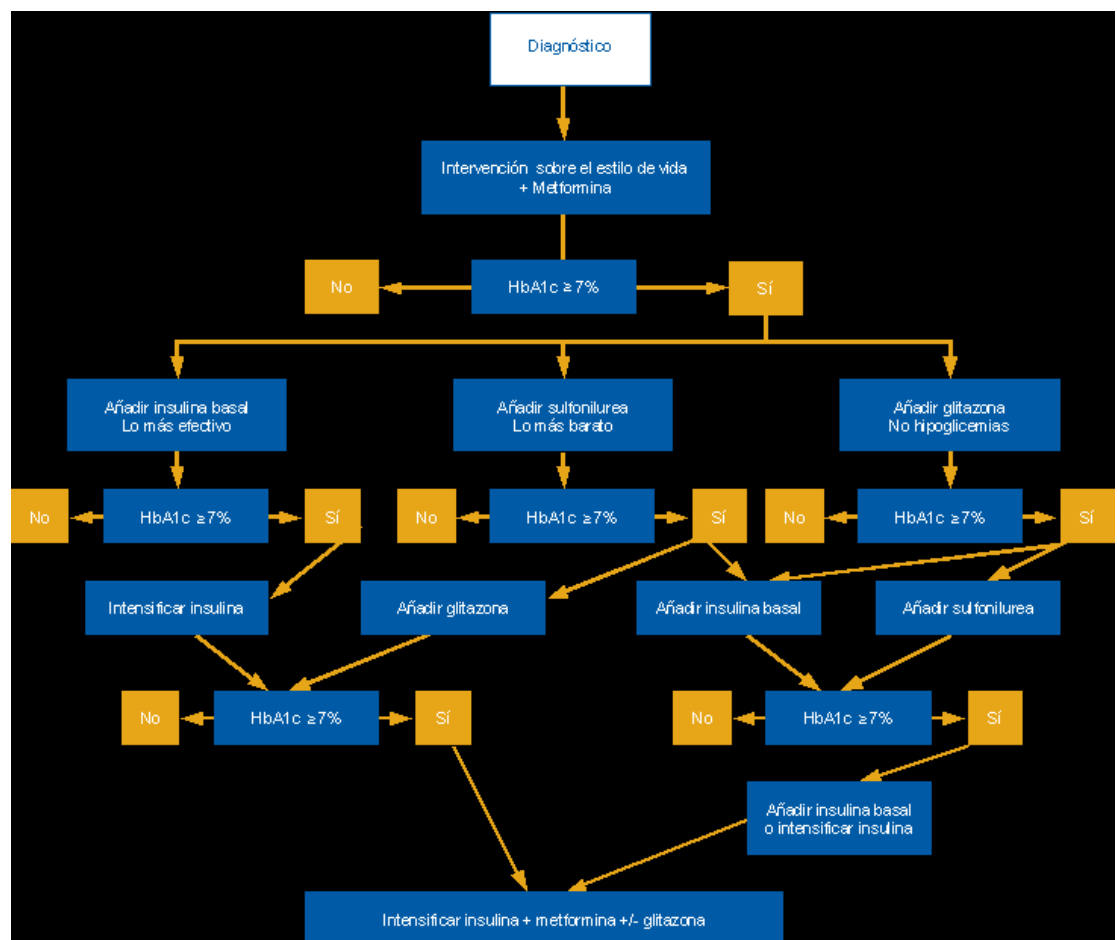 Diagnóstico
Intervención sobre el estilo de vida
+ Metformina
No
HbA1c ≥7%
Sí
Añadir insulina basal
Lo más efectivo
Añadir sulfonilurea
Lo más barato
Añadir glitazona
No hipoglicemias
No
HbA1c ≥7%
Sí
No
HbA1c ≥7%
Sí
No
HbA1c ≥7%
Sí
Intensificar insulina
Añadir glitazona
Añadir insulina basal
Añadir sulfonilurea
No
HbA1c ≥7%
Sí
No
HbA1c ≥7%
Sí
Añadir insulina basal
o intensificar insulina
Intensificar insulina + metformina +/- glitazona